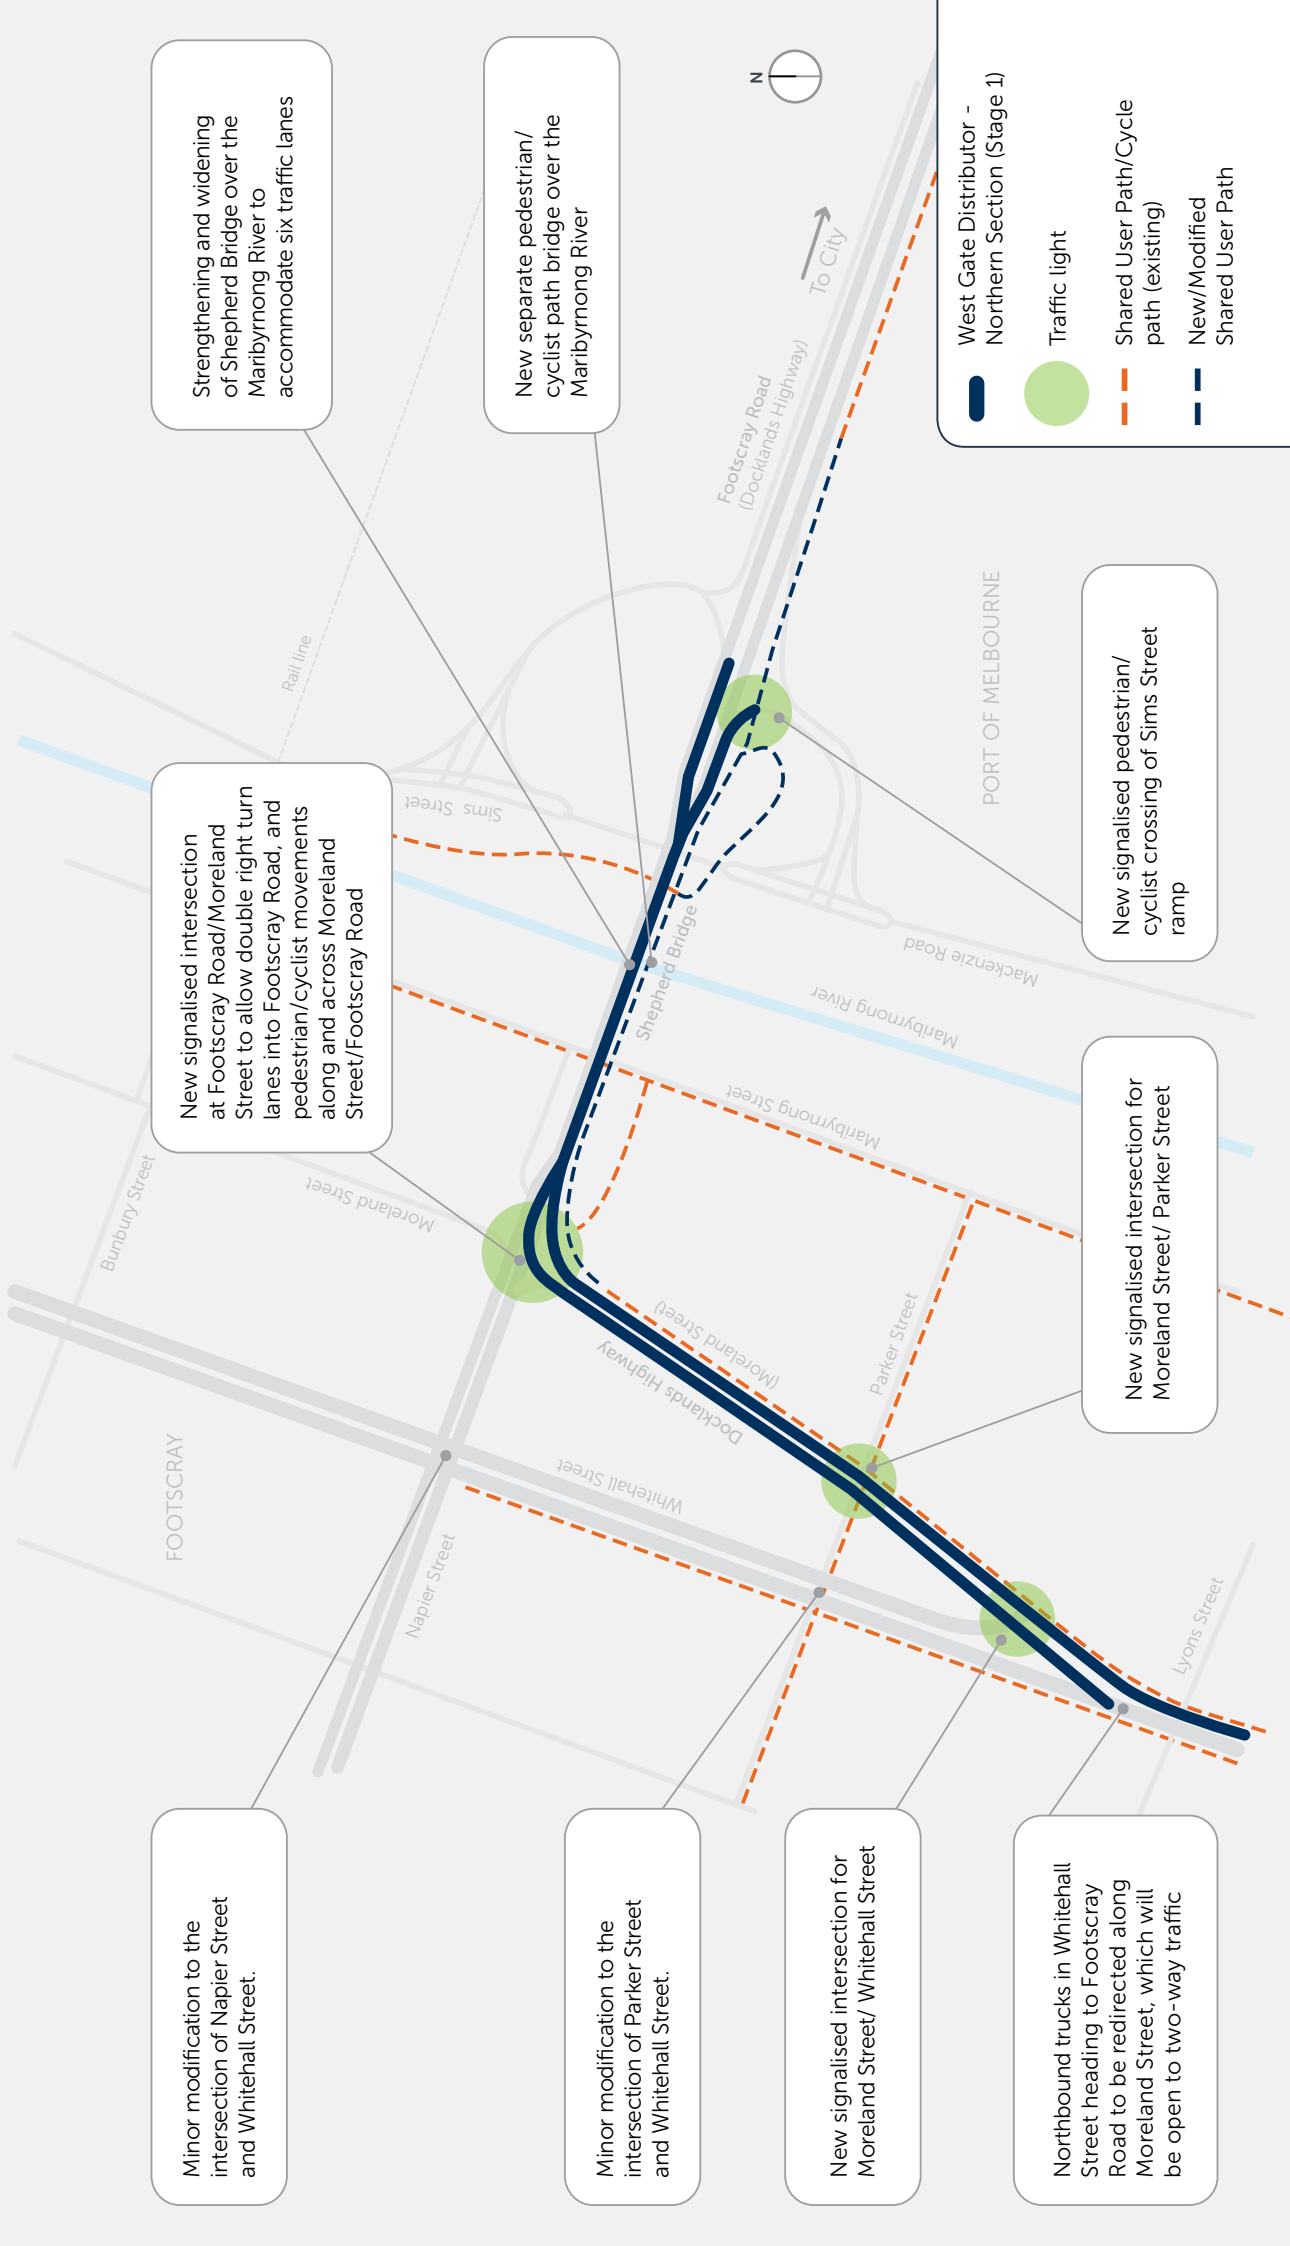 Minor modification to the
intersection of Napier Street
and Whitehall Street.
New signalised intersection
at Footscray Road/Moreland
Street to allow double right turn
lanes into Footscray Road, and
pedestrian/cyclist movements
along and across Moreland
Street/Footscray Road
Strengthening and widening
of Shepherd Bridge over the
Maribyrnong River to
accommodate six traffic lanes
New separate pedestrian/
cyclist path bridge over the
Maribyrnong River
Minor modification to the
intersection of Parker Street
and Whitehall Street.
New signalised intersection for
Moreland Street/ Whitehall Street
Northbound trucks in Whitehall
Street heading to Footscray
Road to be redirected along
Moreland Street, which will
be open to two-way traffic
New signalised intersection for
Moreland Street/ Parker Street
New signalised pedestrian/
cyclist crossing of Sims Street
ramp
FOOTSCRAY
Bunbury Street
Moreland Street
Rail line
Sims Street
Napier Street
Whitehall Street
Docklands Highway
(Moreland Street)
Shepherd Bridge
Maribyrnong Street
Maribyrnong River
Mackenzie Road
Parker Street
Lyons Street
Footscray Road
(Docklands Highway)
To City
PORT OF MELBOURNE
N
West Gate Distributor -
Northern Section (Stage 1)
Traffic light
Shared User Path/Cycle
path (existing)
New/Modified
Shared User Path